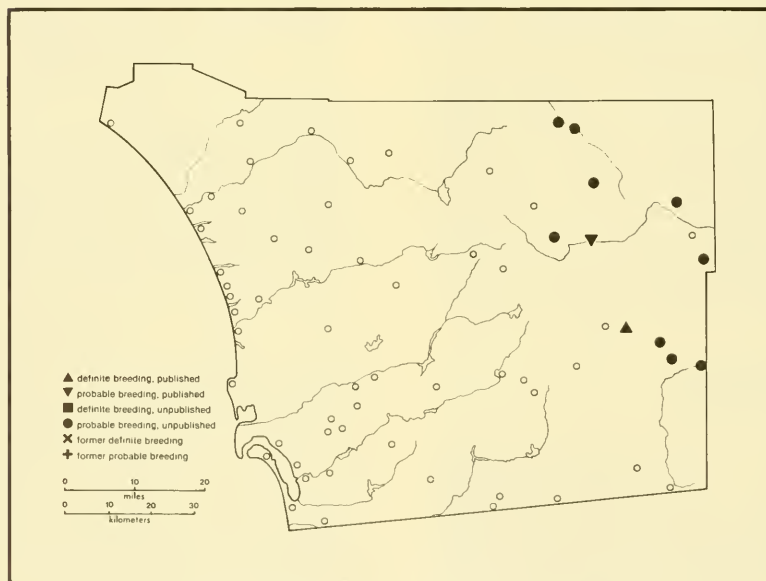 definite breeding, published
probable breeding, published
definite breeding, unpublished
probable breeding, unpublished
former definite breeding
former probable breeding
0 10 20
miles
0 10 20 30
kilometers